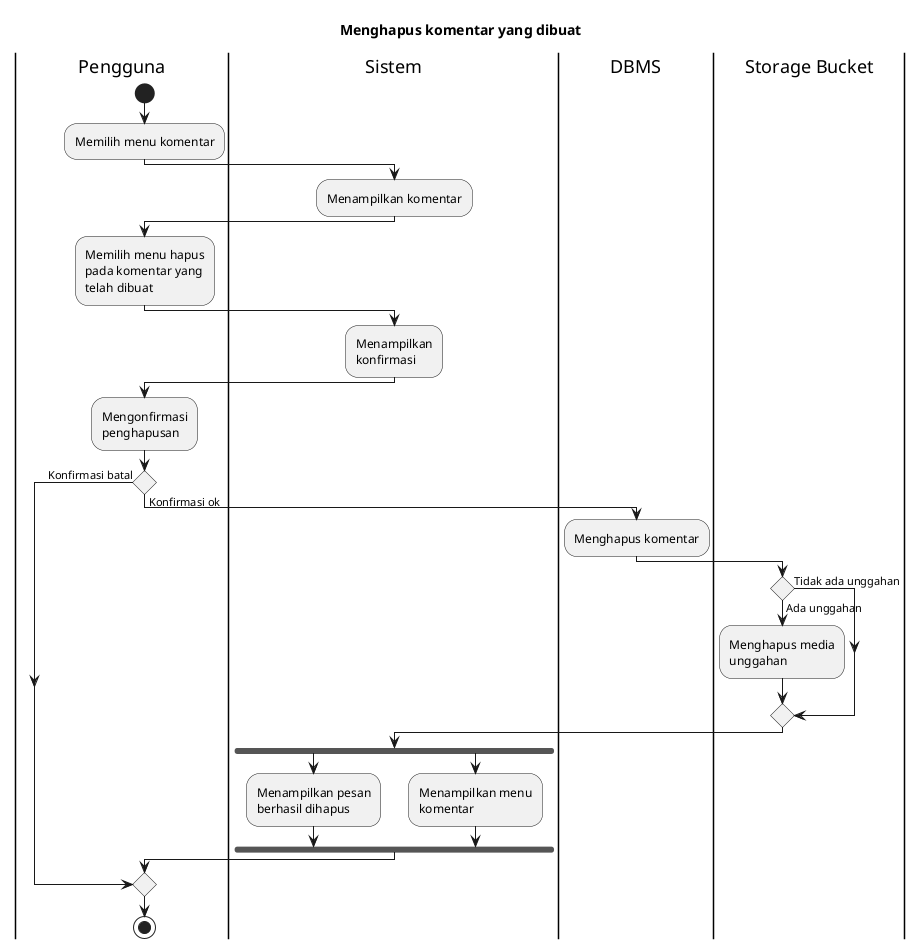 Menghapus komentar yang dibuat
Pengguna
Sistem
DBMS
Storage Bucket
Memilih menu komentar
Menampilkan komentar
Memilih menu hapus
pada komentar yang
telah dibuat
Menampilkan
konfirmasi
Mengonfirmasi
penghapusan
Konfirmasi batal
Konfirmasi ok
Menghapus komentar
Tidak ada unggahan
Ada unggahan
Menghapus media
unggahan
Menampilkan pesan
berhasil dihapus
Menampilkan menu
komentar